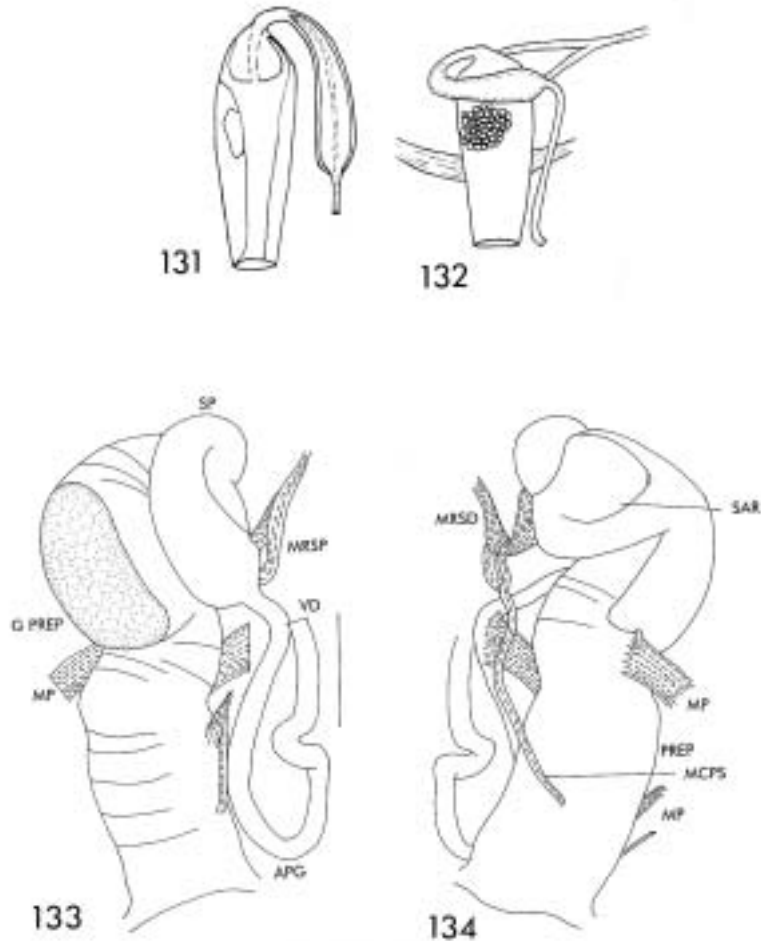 131
132
SP
MRSP
VD
G PREP
MP
APG
133
MRSD
SAR
MP
PREP
MCPS
MP
134